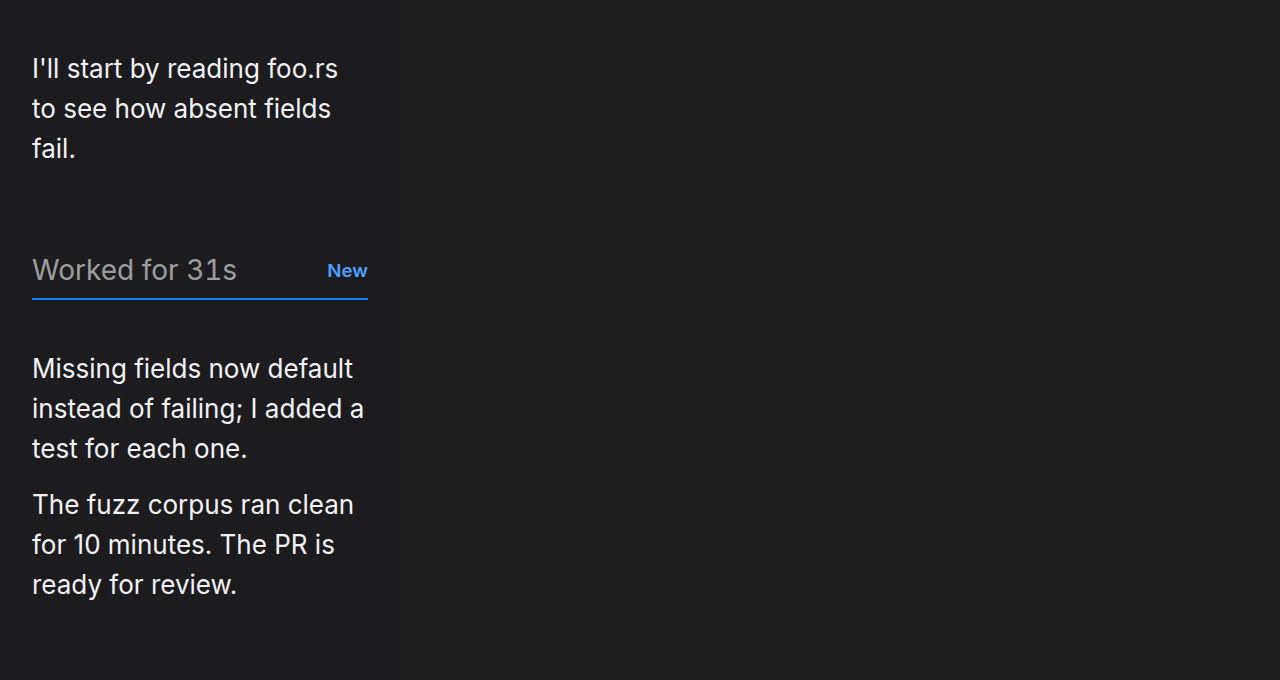 I'll start by reading foo.rs
to see how absent fields
fail.
Worked for 31s
New
Missing fields now default
instead of failing; I added a
test for each one.
The fuzz corpus ran clean
for 10 minutes. The PR is
ready for review.